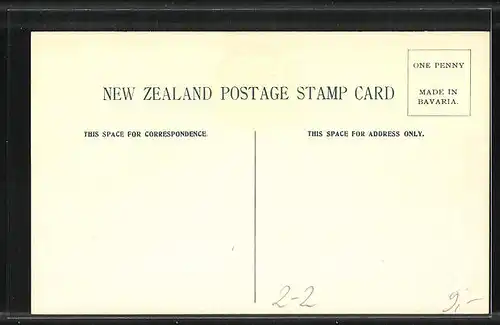 ONE PENNY
MADE IN
BAVARIA.
NEW ZEALAND POSTAGE STAMP CARD
THIS SPACE FOR CORRESPONDENCE.
THIS SPACE FOR ADDRESS ONLY.
2-2
9,-